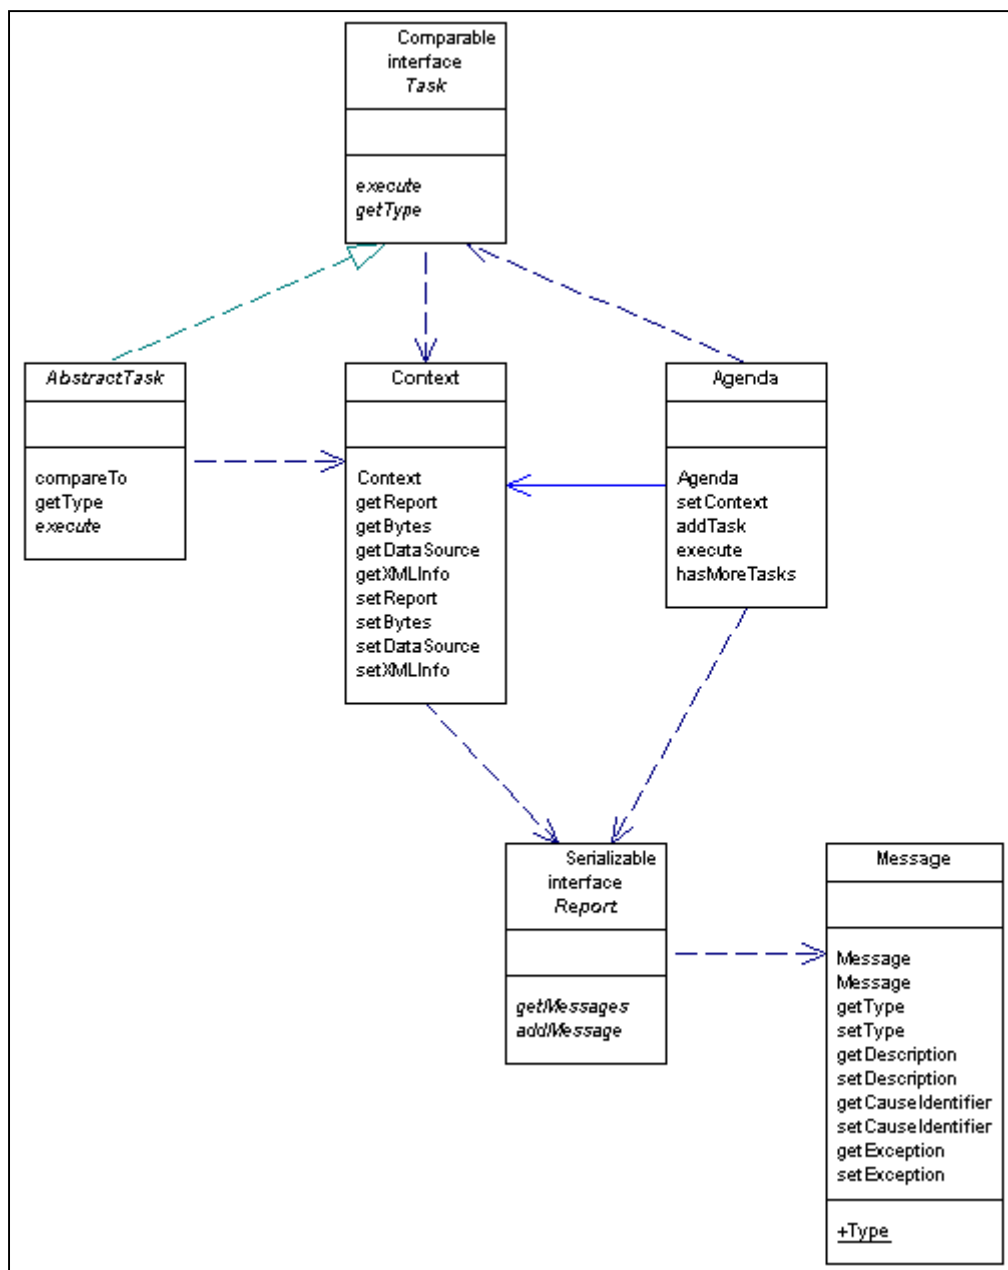 Comparable
interface
Task
execute
getType
AbstractTask
compareTo
getType
execute
Context
Context
getReport
getBytes
getDataSource
getXMLInfo
setReport
setBytes
setDataSource
setXMLInfo
Agenda
Agenda
setContext
addTask
execute
hasMoreTasks
Serializable
interface
Report
getMessages
addMessage
Message
Message
Message
getType
setType
getDescription
setDescription
getCauseIdentifier
setCauseIdentifier
getException
setException
+Type